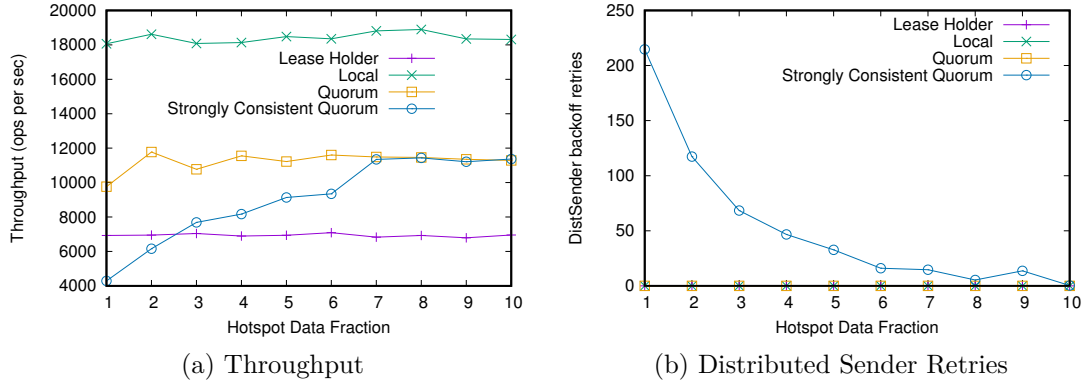 20000
18000
16000
14000
12000
10000
8000
6000
4000
Throughput (ops per sec)
Lease Holder
Local
Quorum
Strongly Consistent Quorum
1 2 3 4 5 6 7 8 9 10
Hotspot Data Fraction
(a) Throughput
250
200
150
100
50
0
DistSender backoff retries
Lease Holder
Local
Quorum
Strongly Consistent Quorum
1 2 3 4 5 6 7 8 9 10
Hotspot Data Fraction
(b) Distributed Sender Retries